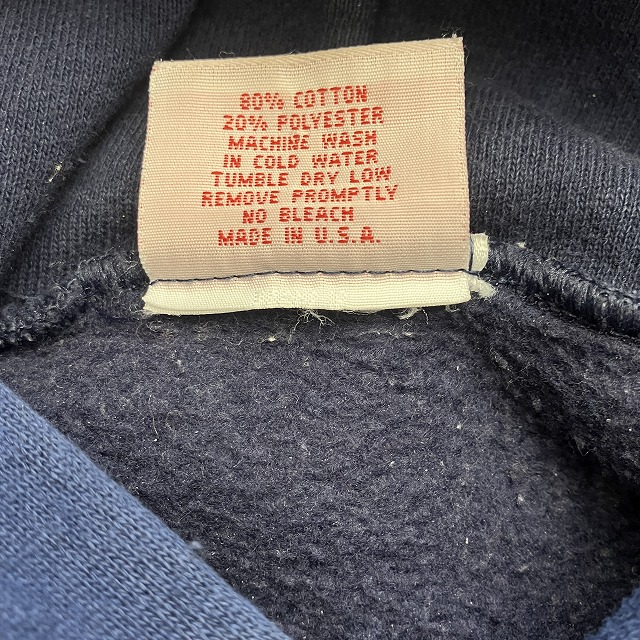 80% COTTON
20% POLYESTER
MACHINE WASH
IN COLD WATER
TUMBLE DRY LOW
REMOVE PROMPTLY
NO BLEACH
MADE IN U.S.A.